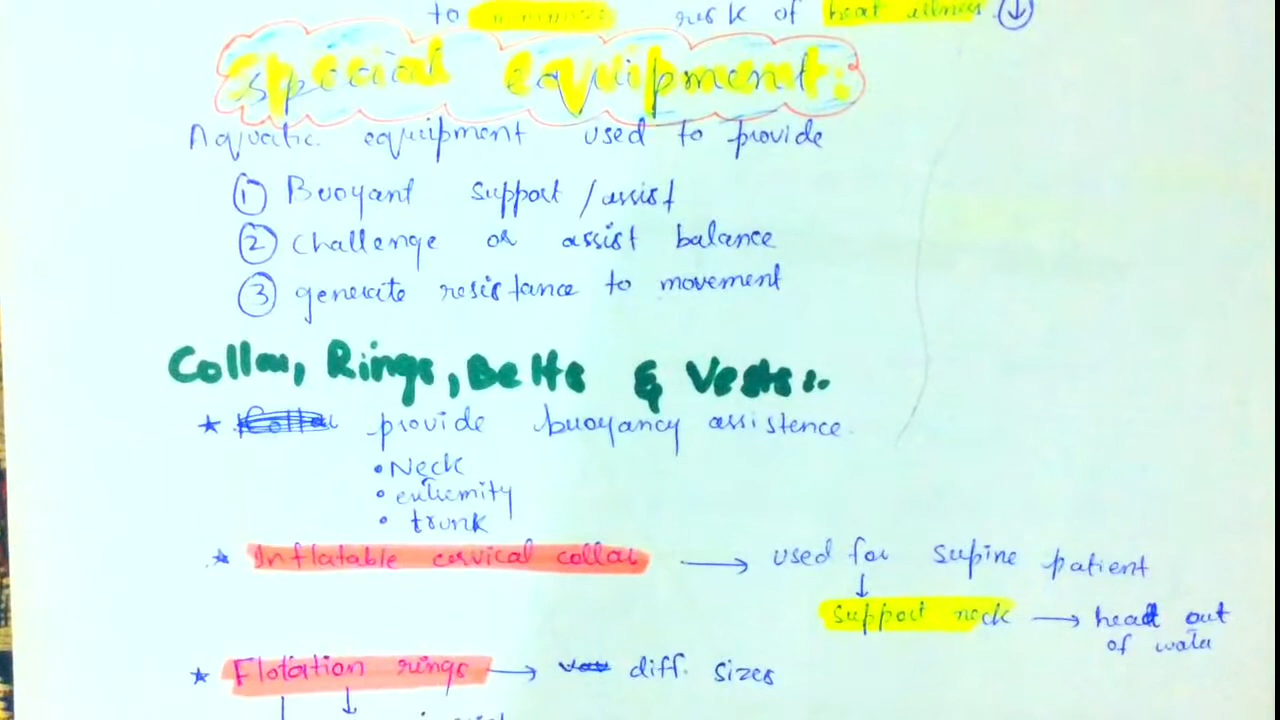 to minimize risk of heat illness ↓
Special equipment:
Aquatic equipment used to provide
① Buoyant support / assist
② challenge or assist balance
③ generate resistance to movement
Collar, Rings, Belts & Vests:-
★ provide buoyancy assistence.
• Neck
• extremity
• trunk
★ Inflatable cervical collar → used for supine patient
↓
support neck → head out
of water
★ Flotation rings → diff. sizes